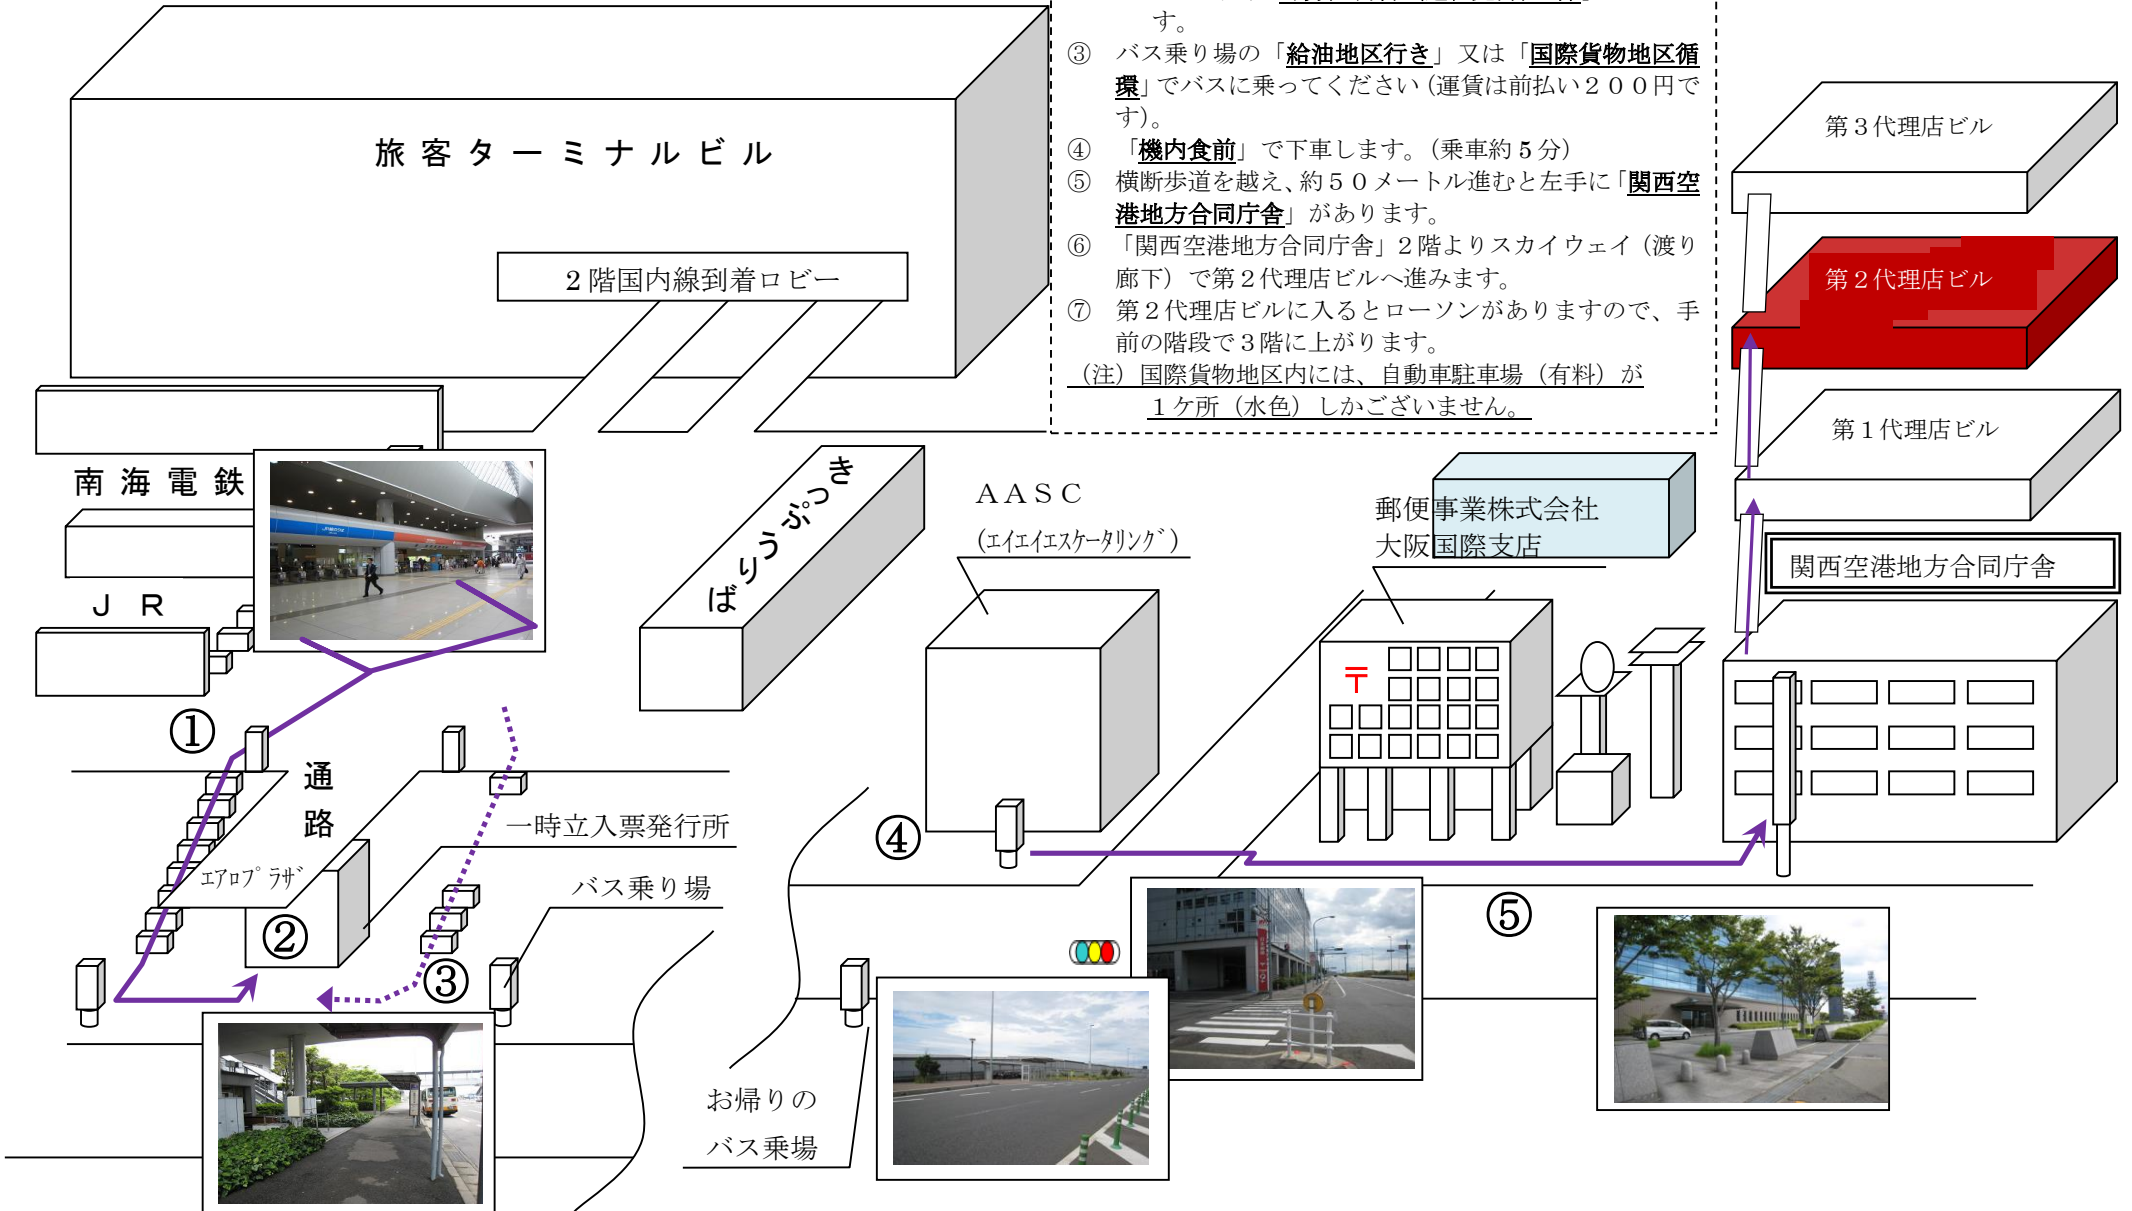 す。
③ バス乗り場の「給油地区行き」又は「国際貨物地区循
環」でバスに乗ってください（運賃は前払い２００円で
す）。
④ 「機内食前」で下車します。（乗車約５分）
⑤ 横断歩道を越え、約５０メートル進むと左手に「関西空
港地方合同庁舎」があります。
⑥ 「関西空港地方合同庁舎」２階よりスカイウェイ（渡り
廊下）で第２代理店ビルへ進みます。
⑦ 第２代理店ビルに入るとローソンがありますので、手
前の階段で３階に上がります。
（注）国際貨物地区内には、自動車駐車場（有料）が
１ケ所（水色）しかございません。
旅客ターミナルビル
２階国内線到着ロビー
第３代理店ビル
第２代理店ビル
第１代理店ビル
関西空港地方合同庁舎
南海電鉄
ＪＲ
ばりうぷつき
ＡＡＳＣ
(ｴｲｴｲｴｽｹｰﾀﾘﾝｸﾞ)
郵便事業株式会社
大阪国際支店
〒
①
通
路
ｴｱﾛﾌﾟﾗｻﾞ
②
一時立入票発行所
バス乗り場
③
④
⑤
お帰りの
バス乗場